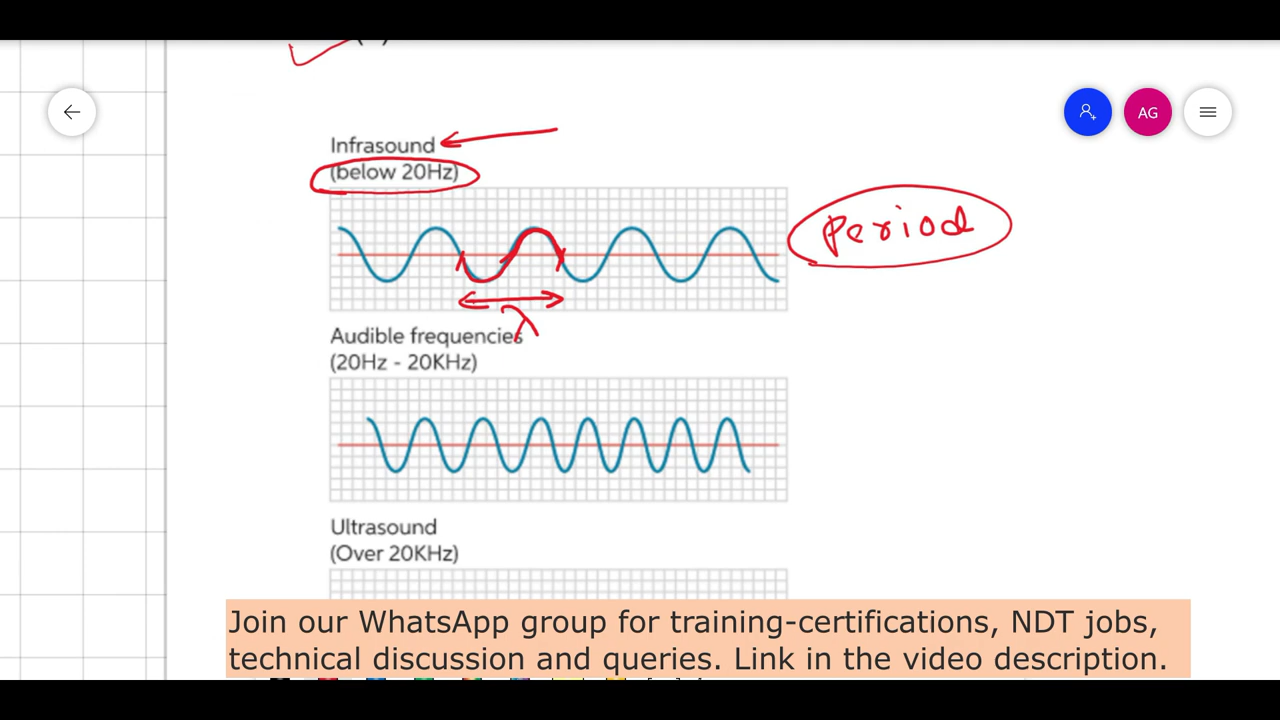 AG
Infrasound
(below 20Hz)
Period
λ
Audible frequencies
(20Hz - 20KHz)
Ultrasound
(Over 20KHz)
Join our WhatsApp group for training-certifications, NDT jobs,
technical discussion and queries. Link in the video description.